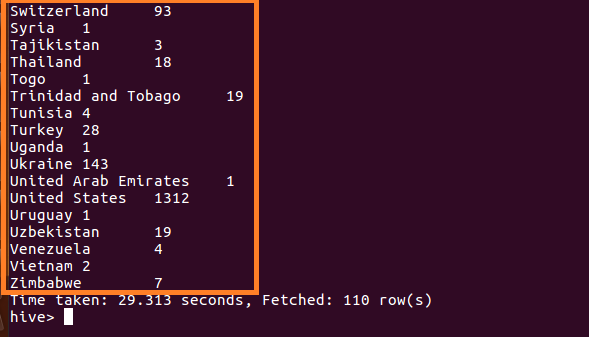 Switzerland 93
Syria 1
Tajikistan 3
Thailand 18
Togo 1
Trinidad and Tobago 19
Tunisia 4
Turkey 28
Uganda 1
Ukraine 143
United Arab Emirates 1
United States 1312
Uruguay 1
Uzbekistan 19
Venezuela 4
Vietnam 2
Zimbabwe 7
Time taken: 29.313 seconds, Fetched: 110 row(s)
hive>